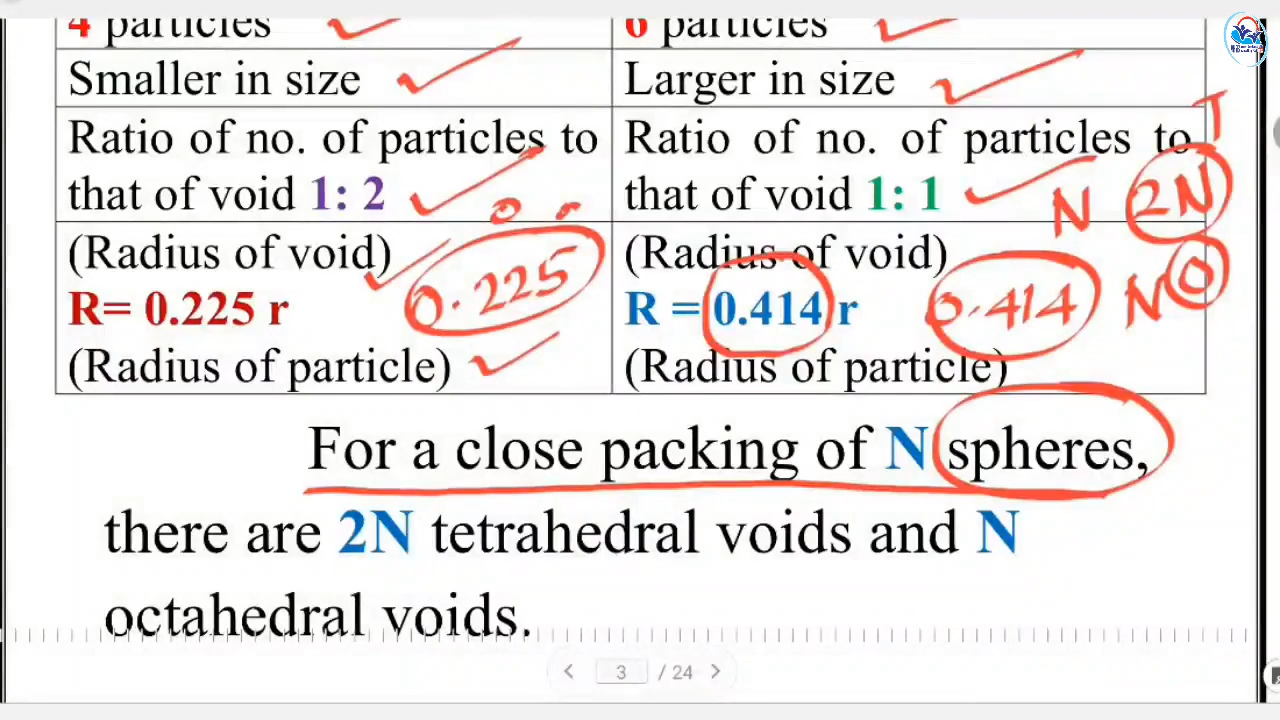 4 particles
6 particles
Smaller in size
Larger in size
Ratio of no. of particles to
that of void 1: 2
Ratio of no. of particles to
that of void 1: 1
T
N 2N
(Radius of void)
R= 0.225 r
(Radius of particle)
0.225
(Radius of void)
R = 0.414 r
(Radius of particle)
0.414
N O
For a close packing of N spheres,
there are 2N tetrahedral voids and N
octahedral voids.
3 / 24